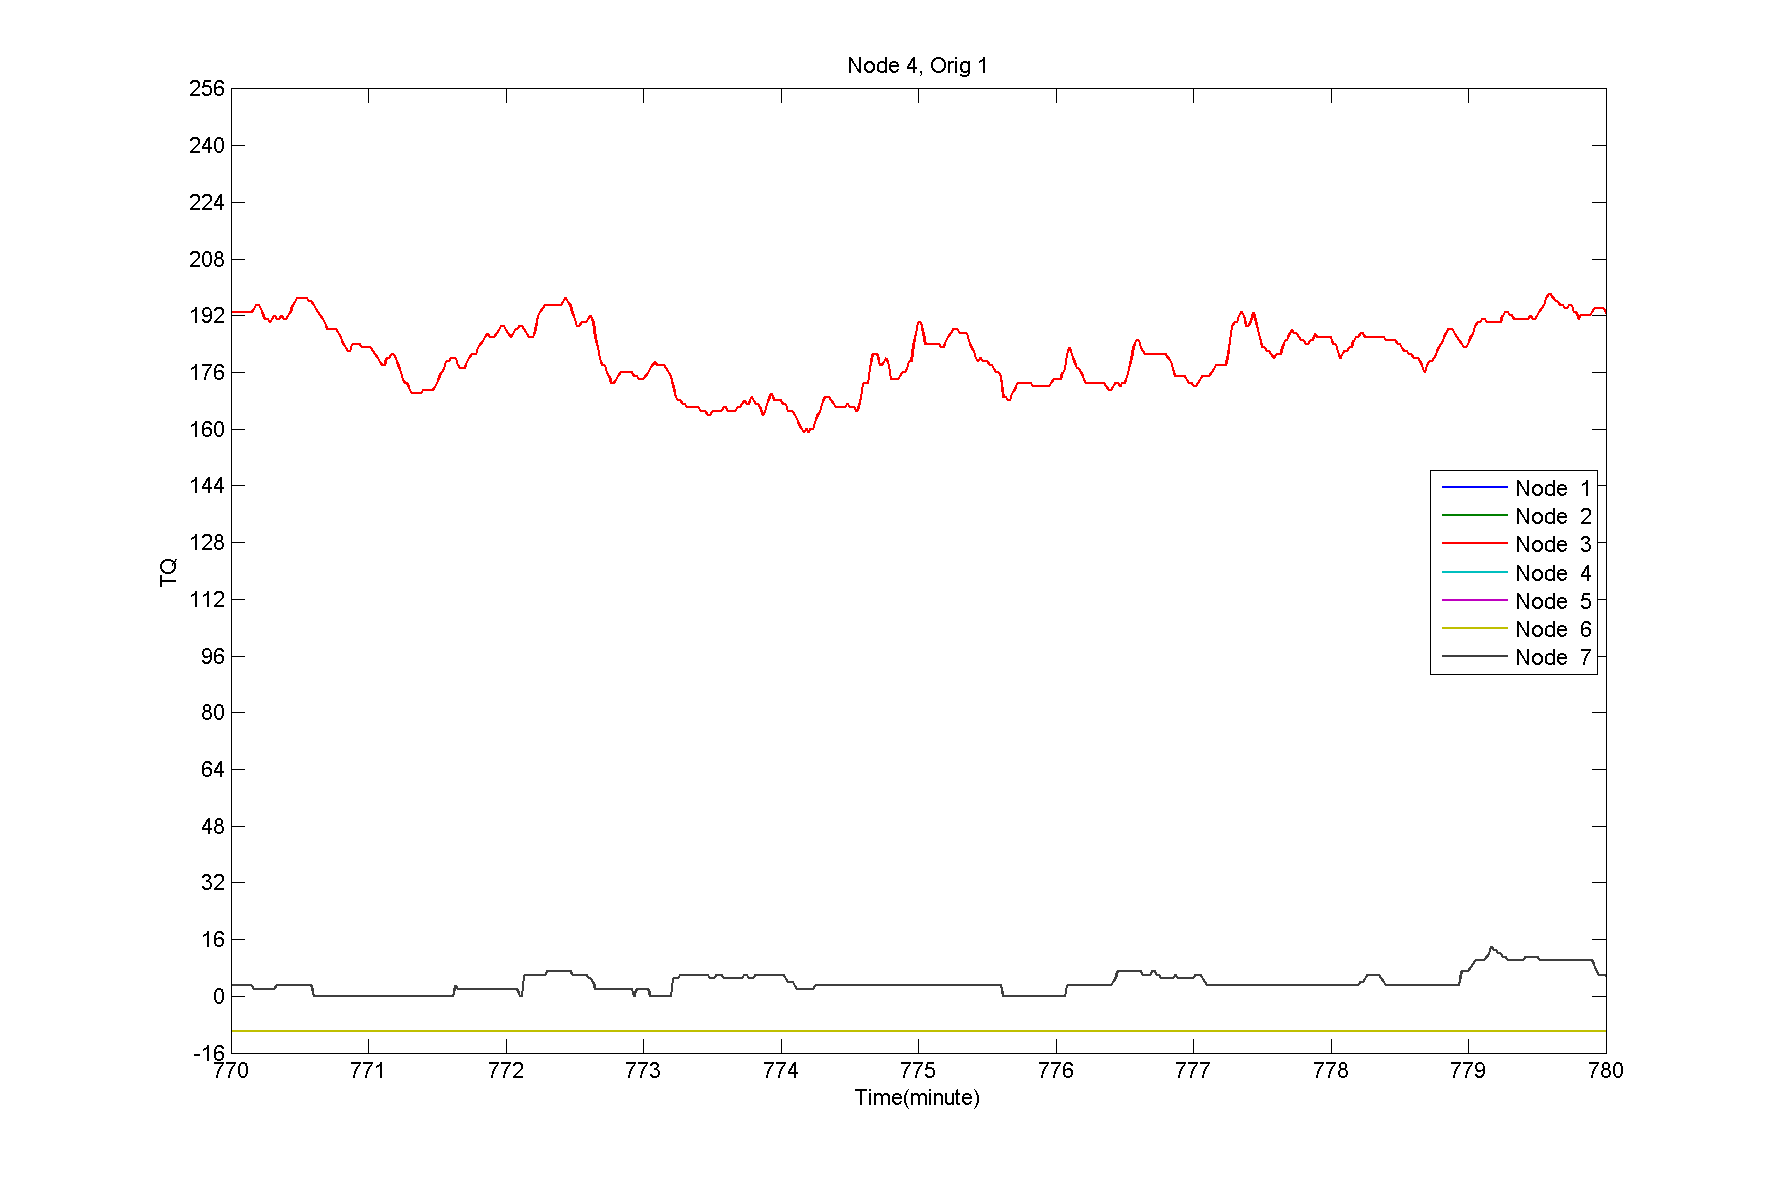 Node 4, Orig 1
256
240
224
208
192
176
160
144
128
112
96
80
64
48
32
16
0
-16
TQ
Node 1
Node 2
Node 3
Node 4
Node 5
Node 6
Node 7
770 771 772 773 774 775 776 777 778 779 780
Time(minute)